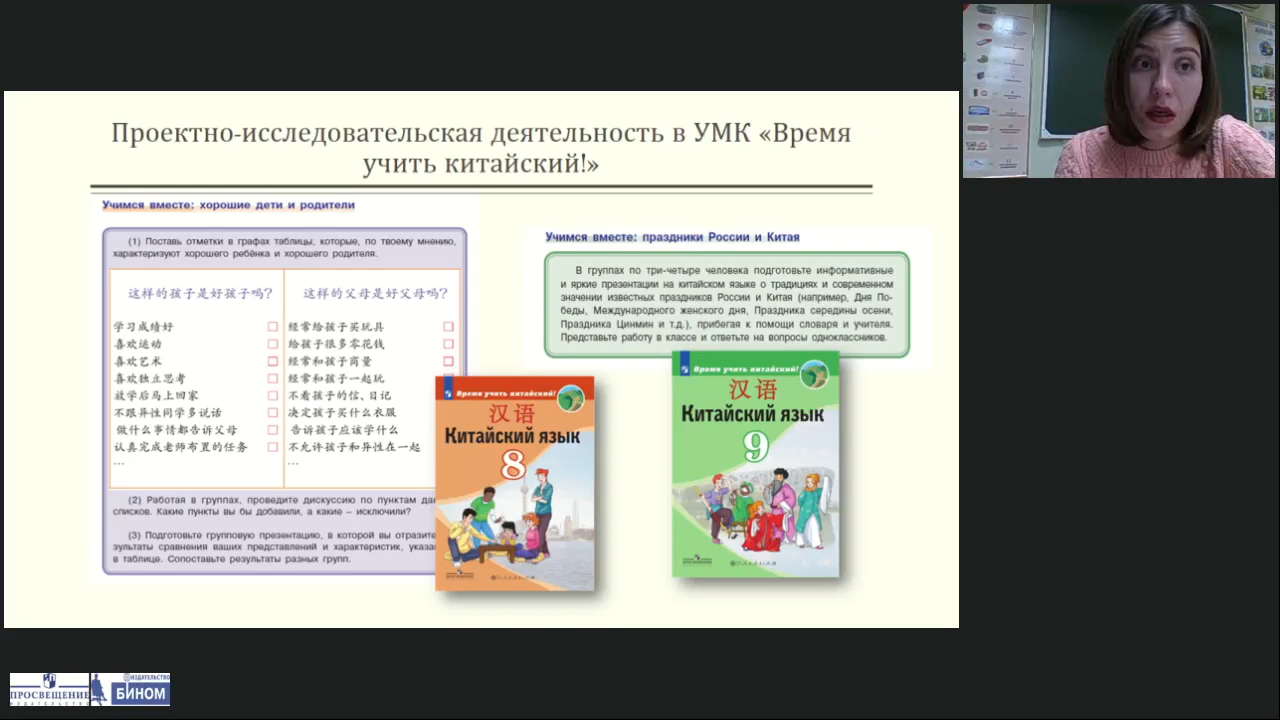 Проектно-исследовательская деятельность в УМК «Время
учить китайский!»
Учимся вместе: хорошие дети и родители
(1) Поставь отметки в графах таблицы, которые, по твоему мнению,
характеризуют хорошего ребёнка и хорошего родителя.
这样的孩子是好孩子吗?
学习成绩好
喜欢运动
喜欢艺术
喜欢独立思考
放学后马上回家
不跟异性同学多说话
做什么事情都告诉父母
认真完成老师布置的任务
…
这样的父母是好父母吗?
经常给孩子买玩具
给孩子很多零花钱
经常和孩子商量
经常和孩子一起玩
不看孩子的信、日记
决定孩子买什么衣服
告诉孩子应该学什么
不允许孩子和异性在一起
…
(2) Работая в группах, проведите дискуссию по пунктам
списков. Какие пункты вы бы добавили, а какие – исключили?
(3) Подготовьте групповую презентацию, в которой вы отразите
зультаты сравнения ваших представлений и характеристик,
в таблице. Сопоставьте результаты разных групп.
Учимся вместе: праздники России и Китая
В группах по три-четыре человека подготовьте информативные
и яркие презентации на китайском языке о традициях и современном
значении известных праздников России и Китая (например, Дня По-
беды, Международного женского дня, Праздника середины осени,
Праздника Цинмин и т.д.), прибегая к помощи словаря и учителя.
Представьте работу в классе и ответьте на вопросы одноклассников.
Время учить китайский!
汉语
Китайский язык
8
Время учить китайский!
汉语
Китайский язык
9
ПРОСВЕЩЕНИЕ
ИЗДАТЕЛЬСТВО
ИЗДАТЕЛЬСТВО
БИНОМ